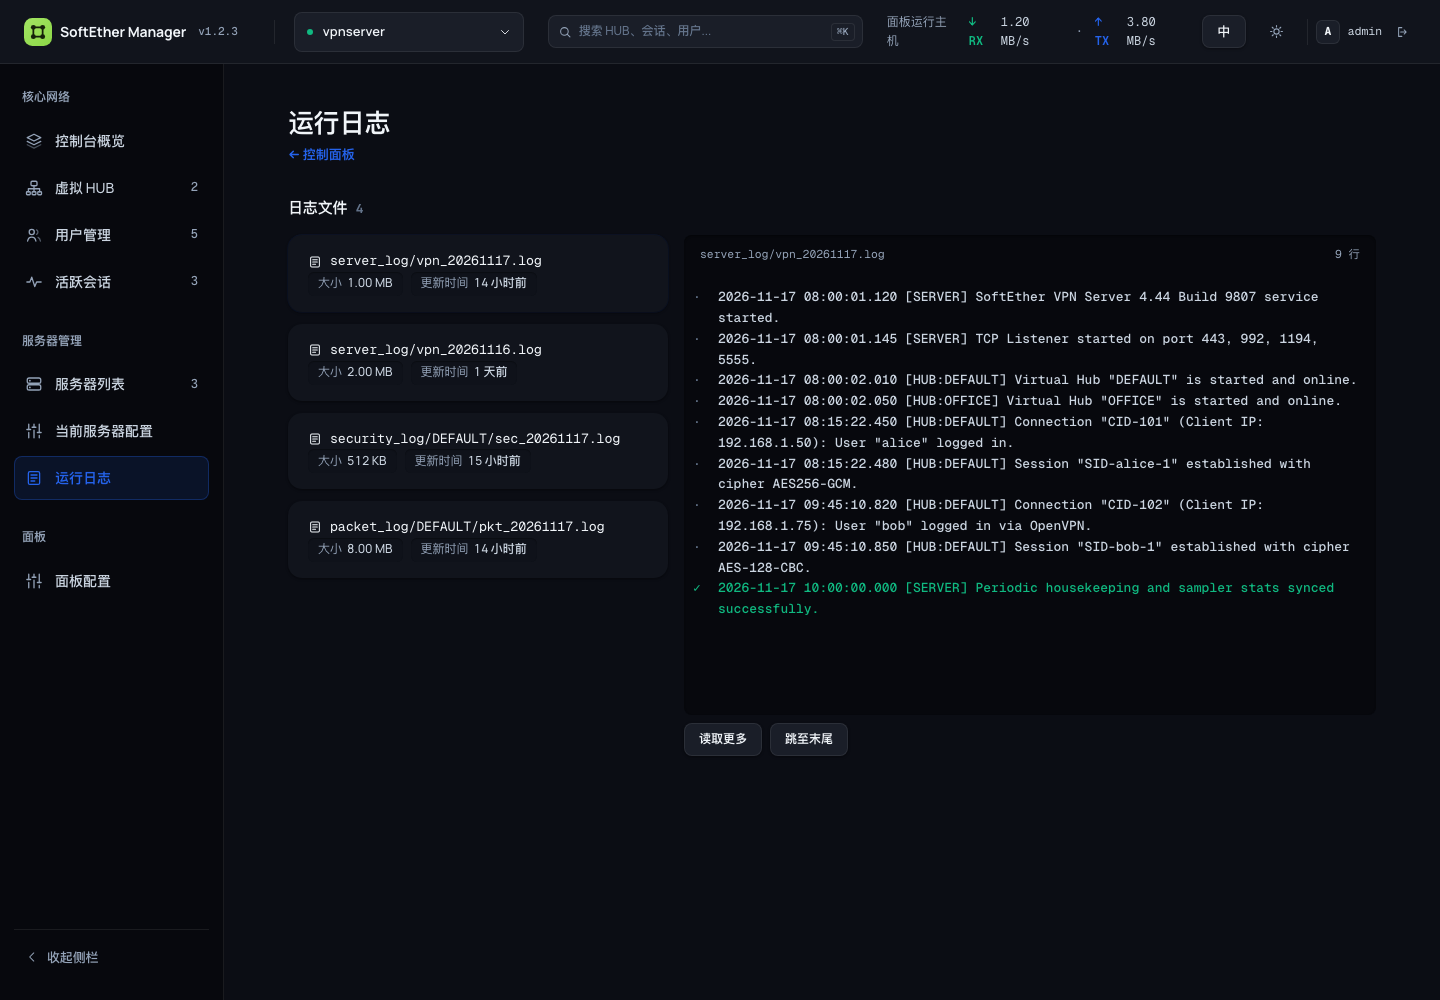 SoftEther Manager v1.2.3
vpnserver
搜索 HUB、会话、用户... ⌘K
面板运行主机
↓ RX 1.20 MB/s · ↑ TX 3.80 MB/s
中
A admin
核心网络
控制台概览
虚拟 HUB 2
用户管理 5
活跃会话 3
服务器管理
服务器列表 3
当前服务器配置
运行日志
面板
面板配置
收起侧栏
运行日志
← 控制面板
日志文件 4
server_log/vpn_20261117.log
大小 1.00 MB 更新时间 14 小时前
server_log/vpn_20261116.log
大小 2.00 MB 更新时间 1 天前
security_log/DEFAULT/sec_20261117.log
大小 512 KB 更新时间 15 小时前
packet_log/DEFAULT/pkt_20261117.log
大小 8.00 MB 更新时间 14 小时前
server_log/vpn_20261117.log 9 行
· 2026-11-17 08:00:01.120 [SERVER] SoftEther VPN Server 4.44 Build 9807 service
started.
· 2026-11-17 08:00:01.145 [SERVER] TCP Listener started on port 443, 992, 1194,
5555.
· 2026-11-17 08:00:02.010 [HUB:DEFAULT] Virtual Hub "DEFAULT" is started and online.
· 2026-11-17 08:00:02.050 [HUB:OFFICE] Virtual Hub "OFFICE" is started and online.
· 2026-11-17 08:15:22.450 [HUB:DEFAULT] Connection "CID-101" (Client IP:
192.168.1.50): User "alice" logged in.
· 2026-11-17 08:15:22.480 [HUB:DEFAULT] Session "SID-alice-1" established with
cipher AES256-GCM.
· 2026-11-17 09:45:10.820 [HUB:DEFAULT] Connection "CID-102" (Client IP:
192.168.1.75): User "bob" logged in via OpenVPN.
· 2026-11-17 09:45:10.850 [HUB:DEFAULT] Session "SID-bob-1" established with cipher
AES-128-CBC.
✓ 2026-11-17 10:00:00.000 [SERVER] Periodic housekeeping and sampler stats synced
successfully.
读取更多 跳至末尾